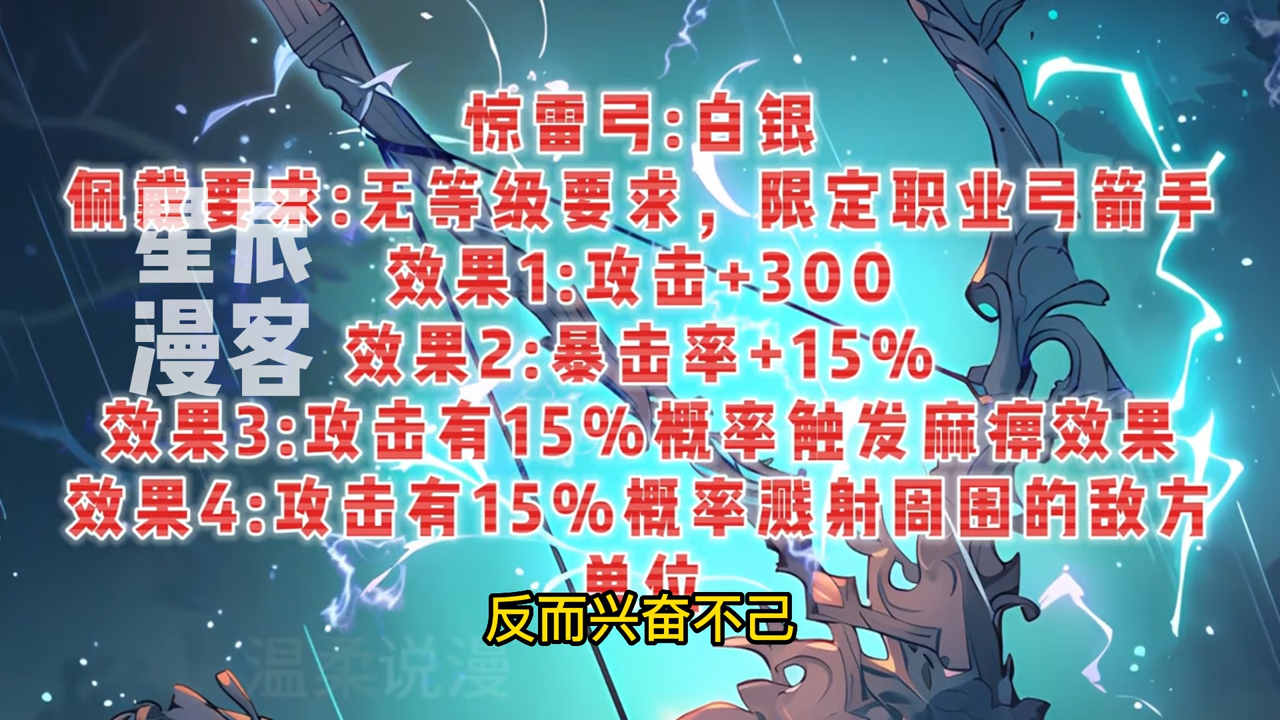 惊雷弓:白银
佩戴要求:无等级要求，限定职业弓箭手
效果1:攻击+300
效果2:暴击率+15%
效果3:攻击有15%概率触发麻痹效果
效果4:攻击有15%概率溅射周围的敌方
单位
反而兴奋不己
星辰
漫客
温柔说漫